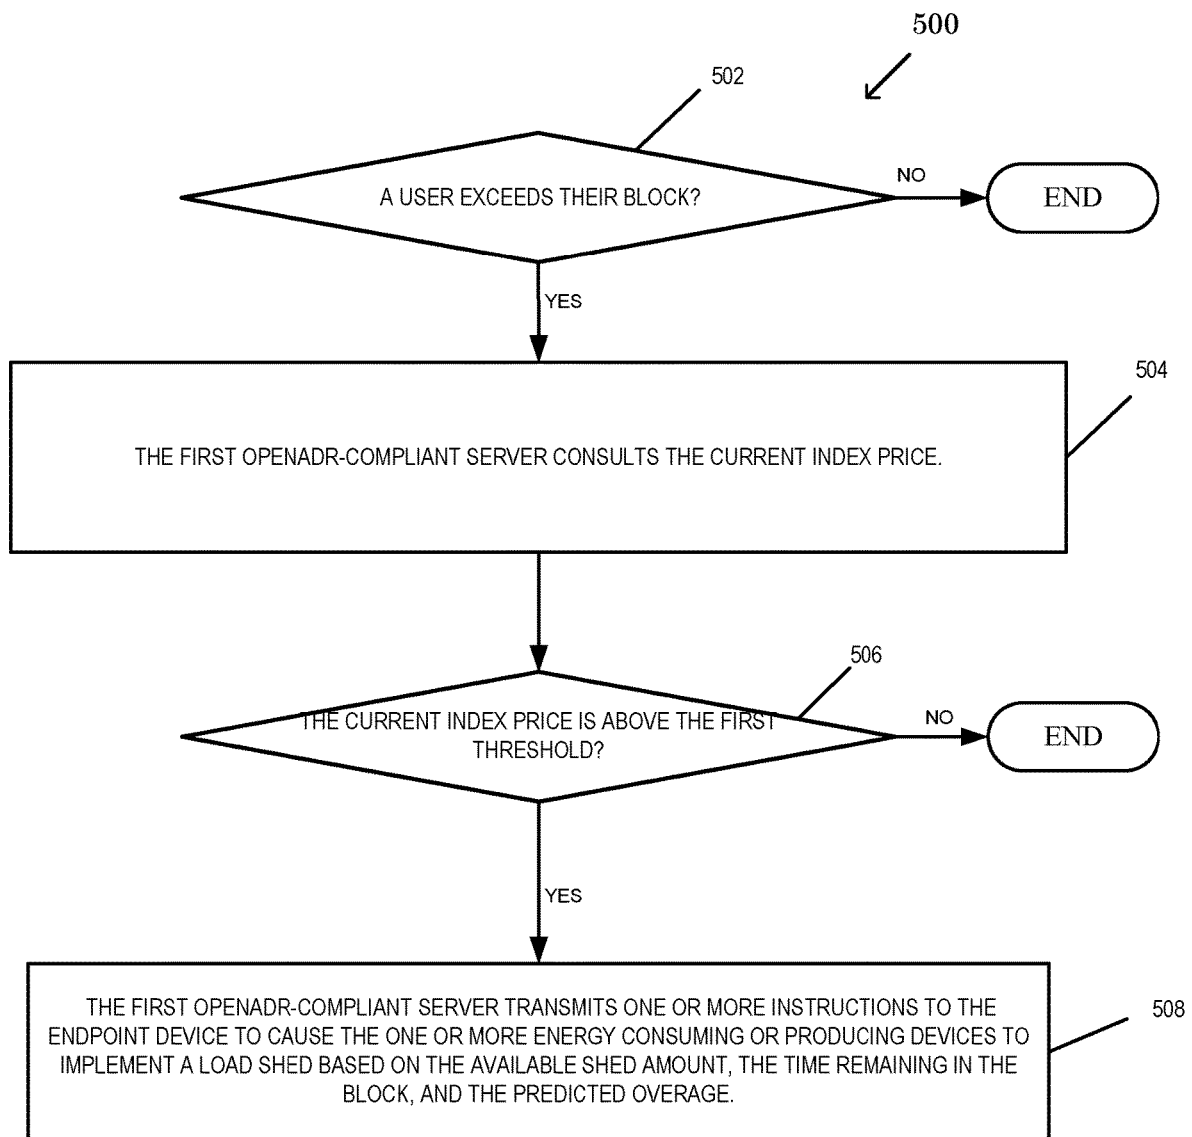 500
502
A USER EXCEEDS THEIR BLOCK?
NO
END
YES
504
THE FIRST OPENADR-COMPLIANT SERVER CONSULTS THE CURRENT INDEX PRICE.
506
THE CURRENT INDEX PRICE IS ABOVE THE FIRST
THRESHOLD?
NO
END
YES
508
THE FIRST OPENADR-COMPLIANT SERVER TRANSMITS ONE OR MORE INSTRUCTIONS TO THE
ENDPOINT DEVICE TO CAUSE THE ONE OR MORE ENERGY CONSUMING OR PRODUCING DEVICES TO
IMPLEMENT A LOAD SHED BASED ON THE AVAILABLE SHED AMOUNT, THE TIME REMAINING IN THE
BLOCK, AND THE PREDICTED OVERAGE.